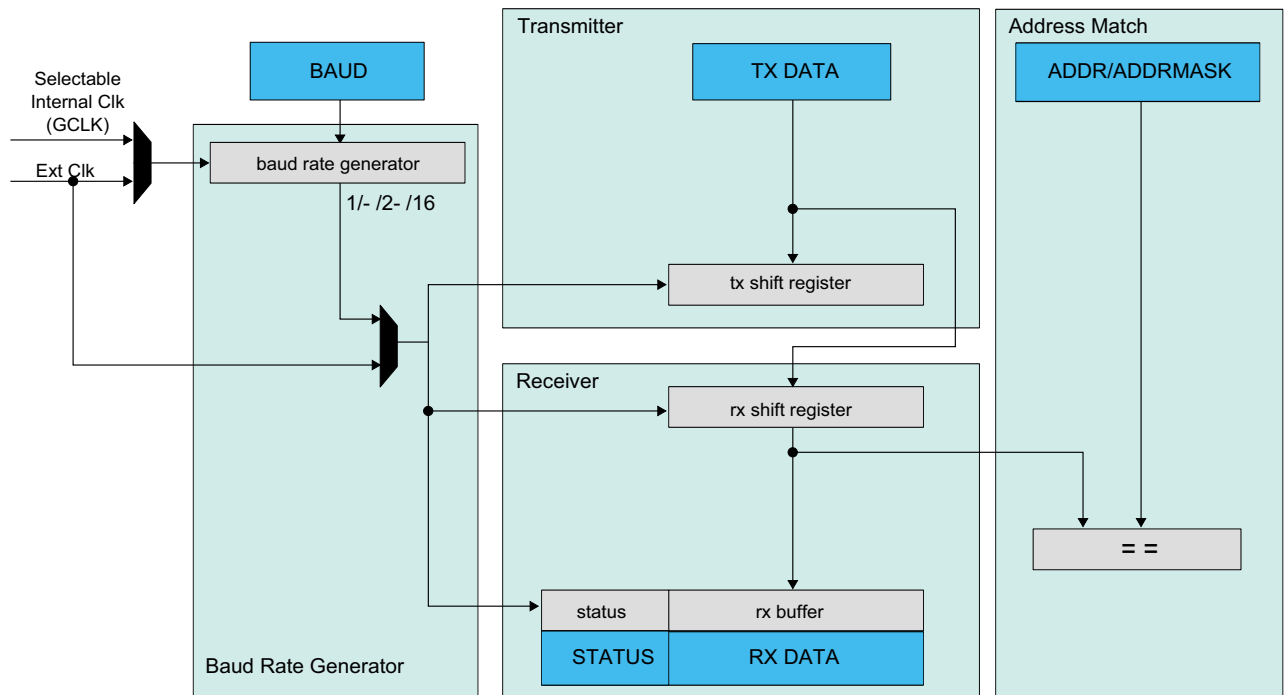 Transmitter
Address Match
BAUD
TX DATA
ADDR/ADDRMASK
Selectable
Internal Clk
(GCLK)
Ext Clk
baud rate generator
1/- /2- /16
tx shift register
Receiver
rx shift register
= =
status
rx buffer
STATUS
RX DATA
Baud Rate Generator